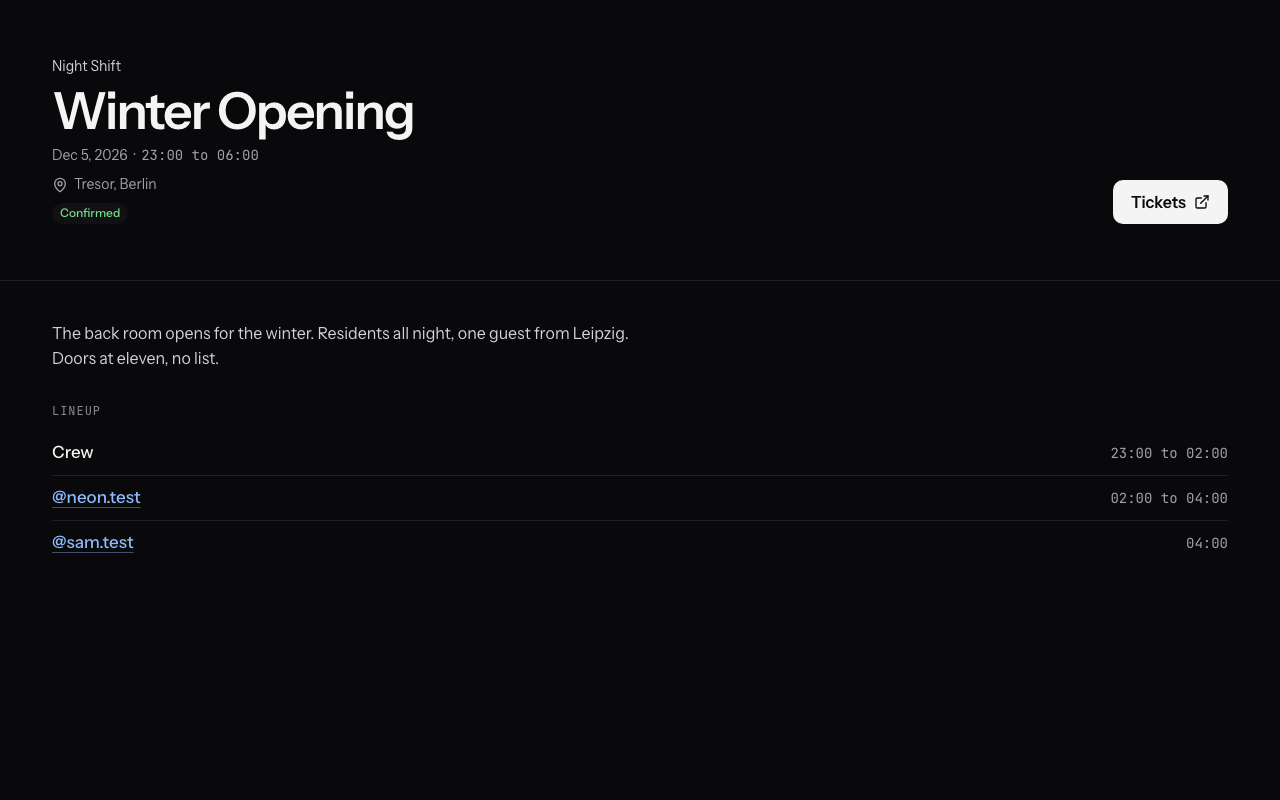 Night Shift
Winter Opening
Dec 5, 2026 · 23:00 to 06:00
Tresor, Berlin
Confirmed
Tickets
The back room opens for the winter. Residents all night, one guest from Leipzig.
Doors at eleven, no list.
LINEUP
Crew 23:00 to 02:00
@neon.test 02:00 to 04:00
@sam.test 04:00